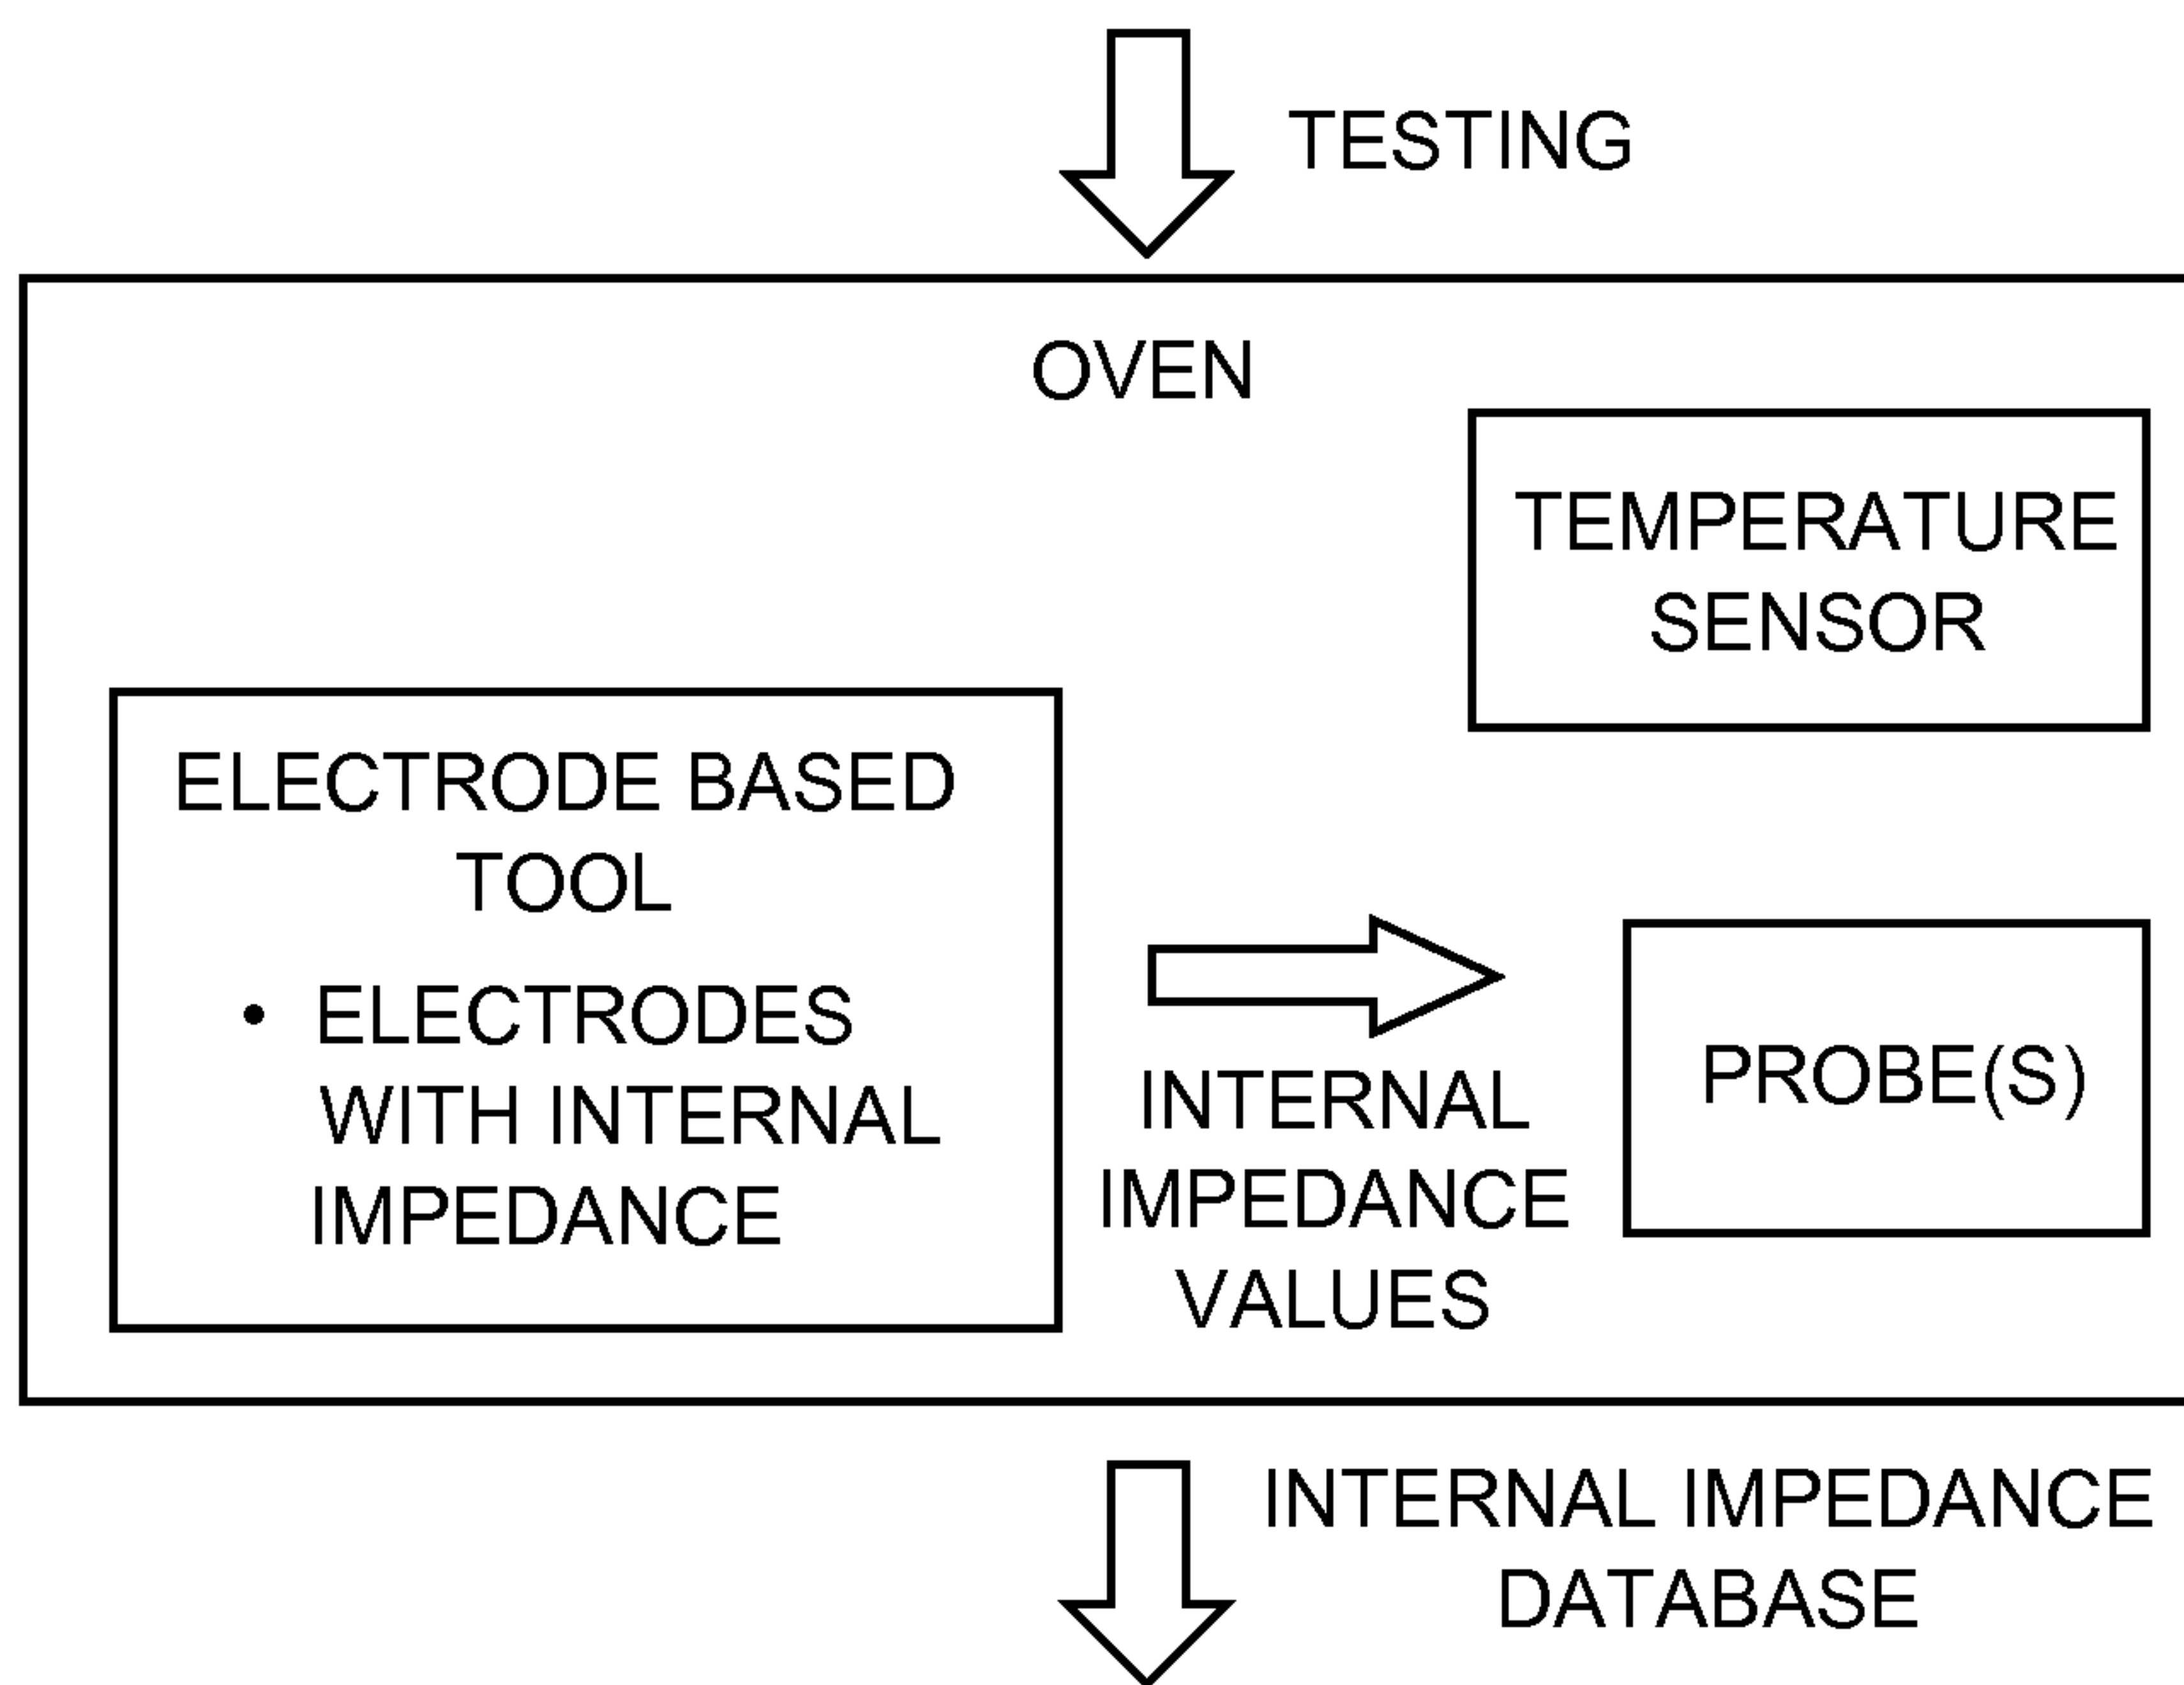 TESTING
OVEN
TEMPERATURE
SENSOR
ELECTRODE BASED
TOOL
• ELECTRODES
WITH INTERNAL
IMPEDANCE
INTERNAL
IMPEDANCE
VALUES
PROBE(S)
INTERNAL IMPEDANCE
DATABASE